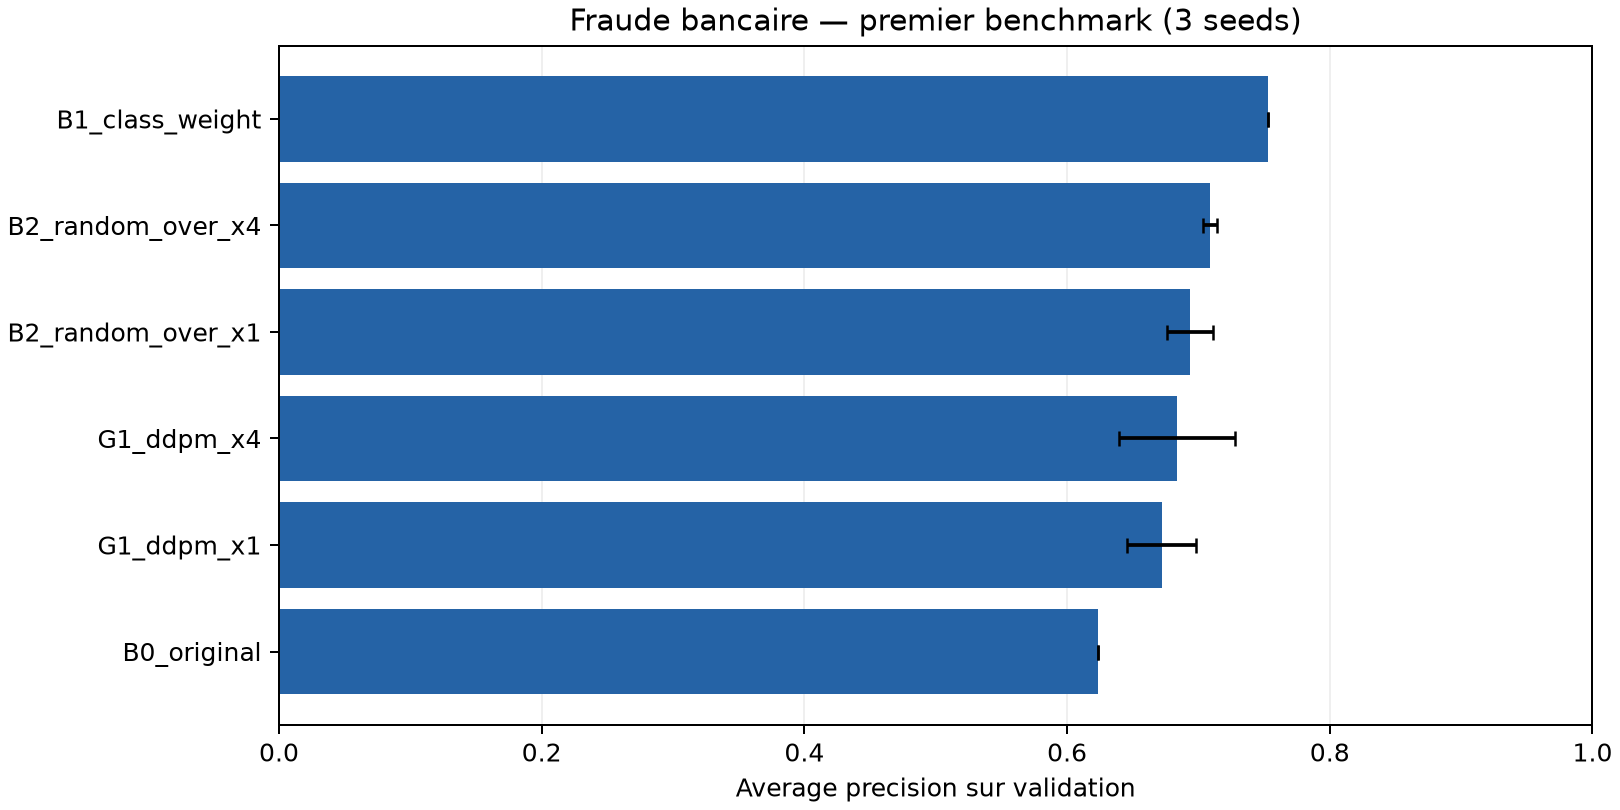 Fraude bancaire — premier benchmark (3 seeds)
B1_class_weight
B2_random_over_x4
B2_random_over_x1
G1_ddpm_x4
G1_ddpm_x1
B0_original
0.0 0.2 0.4 0.6 0.8 1.0
Average precision sur validation